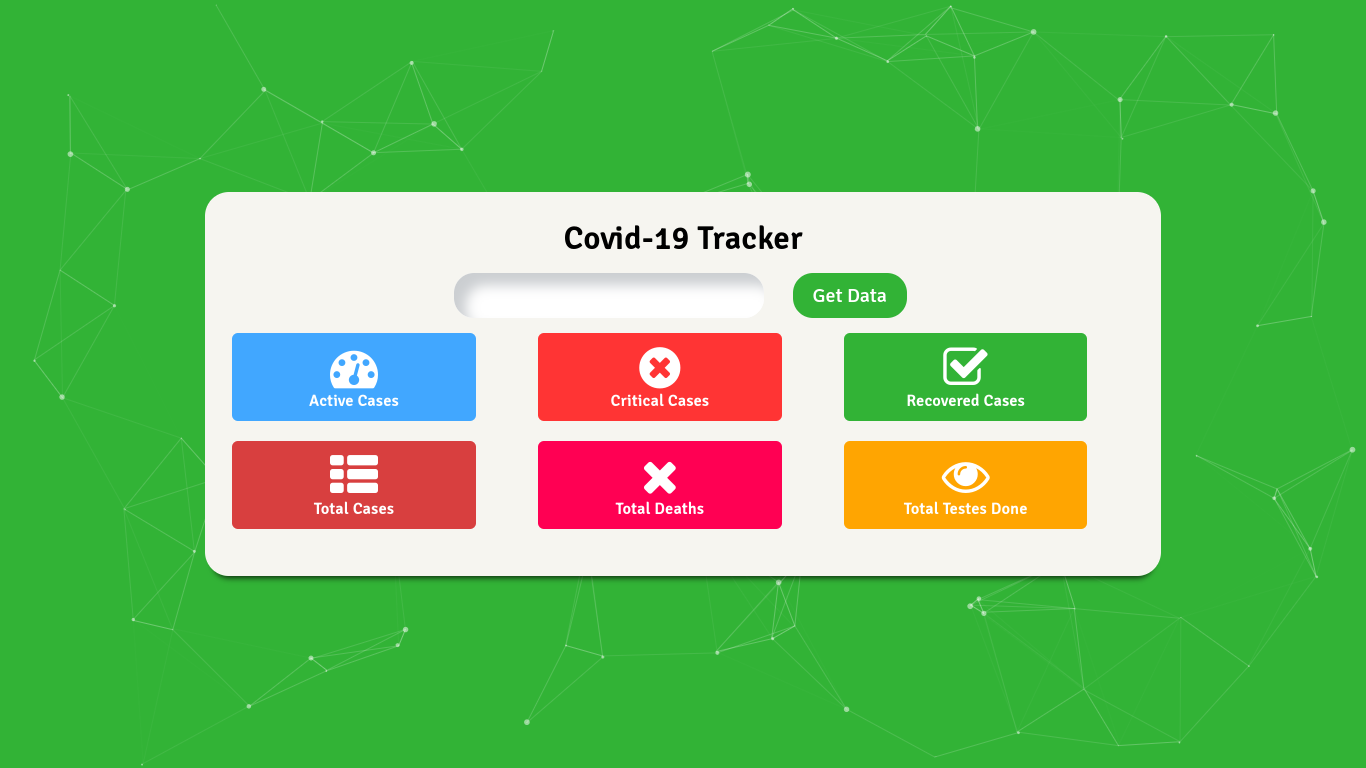 Covid-19 Tracker
Get Data
Active Cases
Critical Cases
Recovered Cases
Total Cases
Total Deaths
Total Testes Done